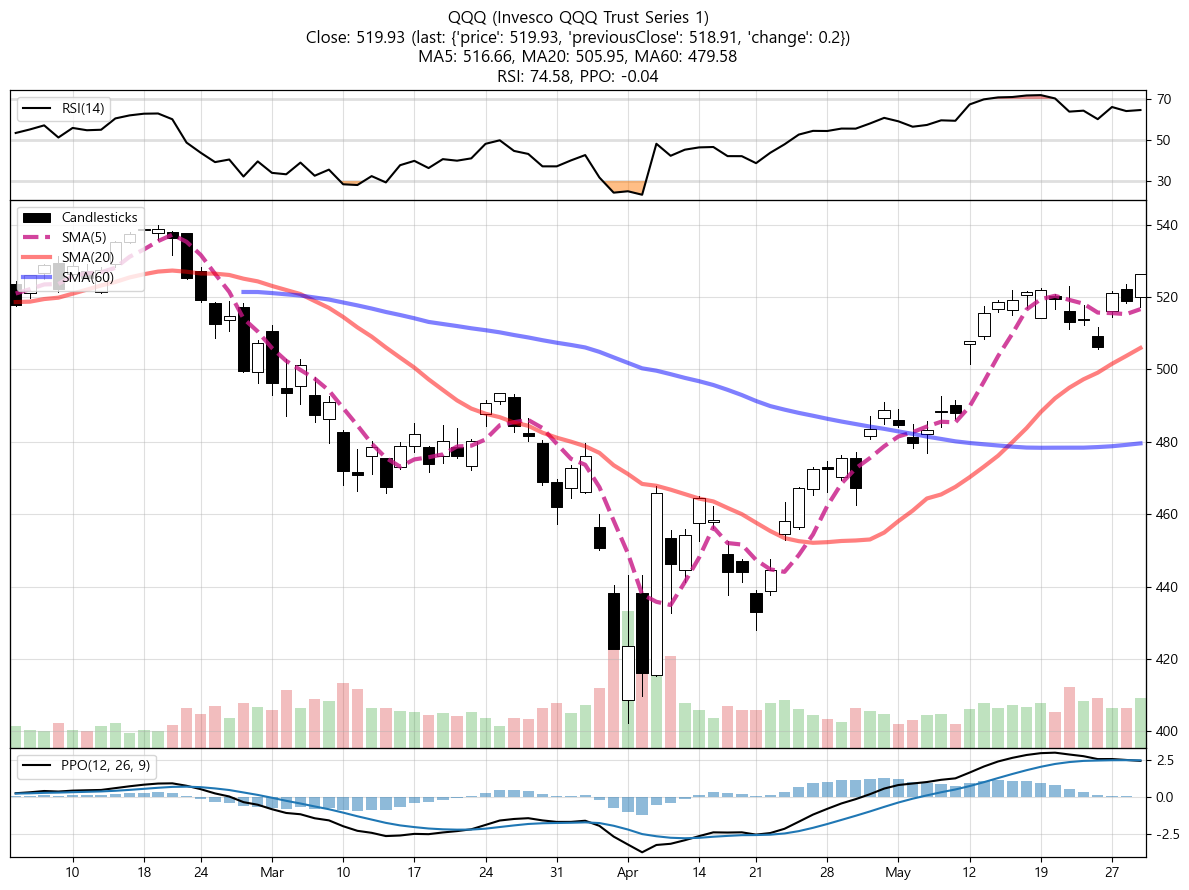 QQQ (Invesco QQQ Trust Series 1)
Close: 519.93 (last: {'price': 519.93, 'previousClose': 518.91, 'change': 0.2})
MA5: 516.66, MA20: 505.95, MA60: 479.58
RSI: 74.58, PPO: -0.04
RSI(14)
70
50
30
Candlesticks
SMA(5)
SMA(20)
SMA(60)
540
520
500
480
460
440
420
400
PPO(12, 26, 9)
2.5
0.0
-2.5
10 18 24 Mar 10 17 24 31 Apr 14 21 28 May 12 19 27